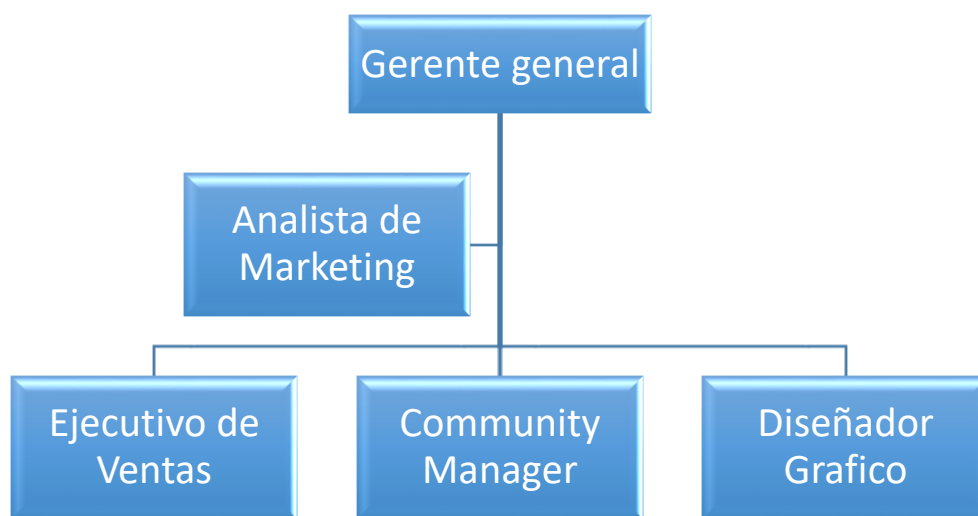 Gerente general
Analista de
Marketing
Ejecutivo de
Ventas
Community
Manager
Diseñador
Grafico